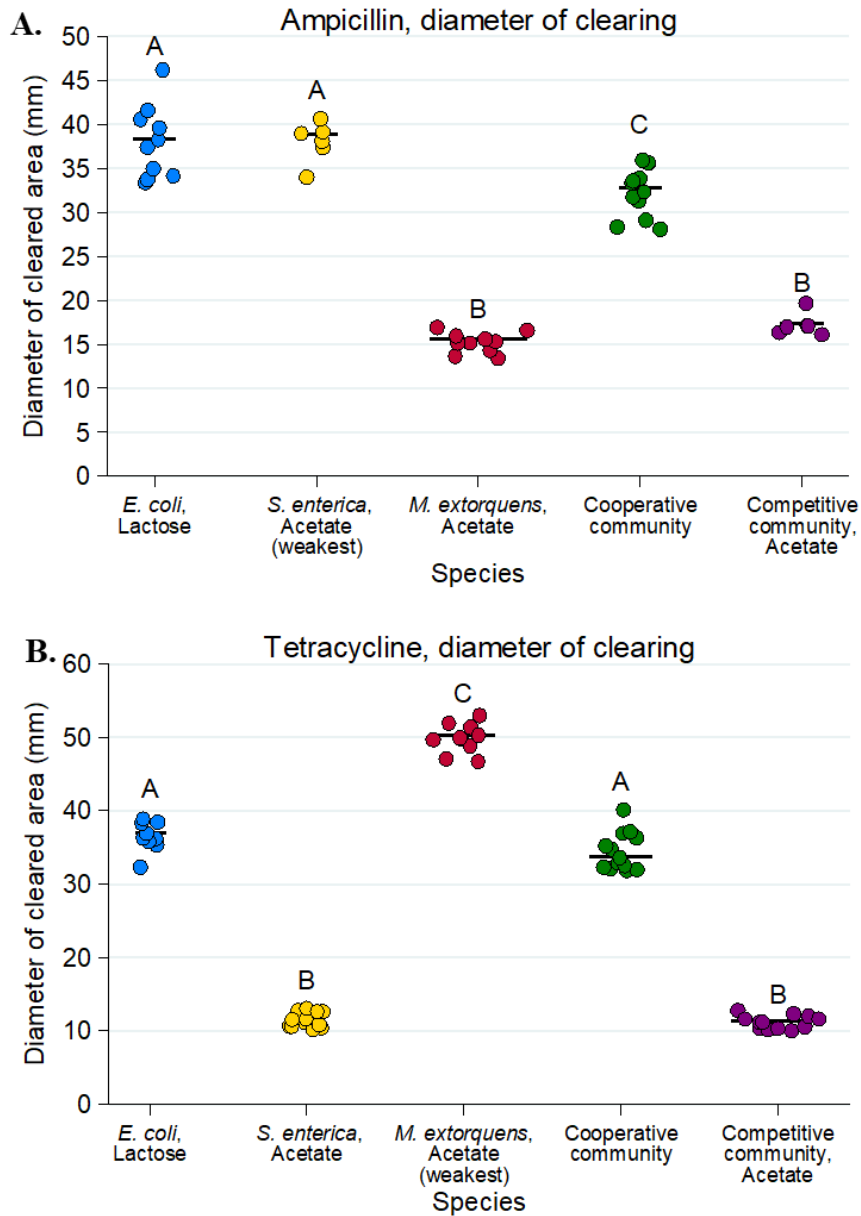 A.
Ampicillin, diameter of clearing
Diameter of cleared area (mm)
50
45
40
35
30
25
20
15
10
5
0
A
A
B
C
B
E. coli,
Lactose
S. enterica,
Acetate
(weakest)
M. extorquens,
Acetate
Cooperative
community
Competitive
community,
Acetate
Species
B.
Tetracycline, diameter of clearing
Diameter of cleared area (mm)
60
50
40
30
20
10
0
A
B
C
A
B
E. coli,
Lactose
S. enterica,
Acetate
M. extorquens,
Acetate
(weakest)
Cooperative
community
Competitive
community,
Acetate
Species